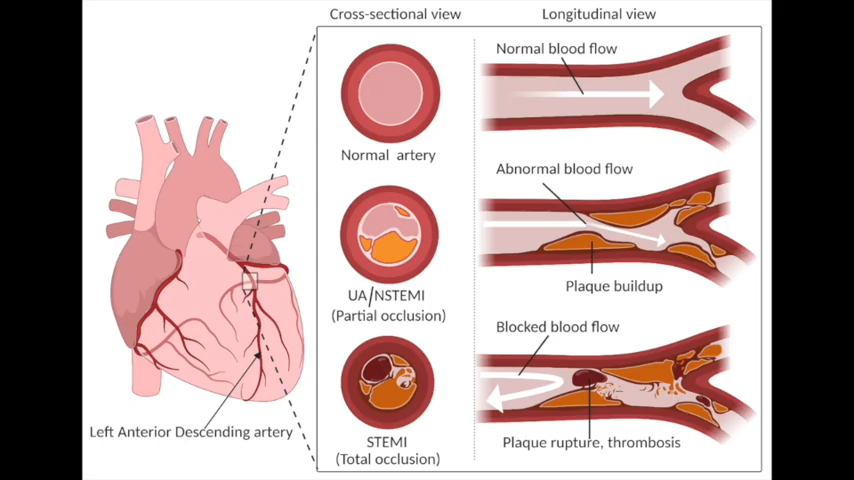 Cross-sectional view
Longitudinal view
Normal artery
Normal blood flow
UA/NSTEMI
(Partial occlusion)
Abnormal blood flow
Plaque buildup
STEMI
(Total occlusion)
Blocked blood flow
Plaque rupture, thrombosis
Left Anterior Descending artery